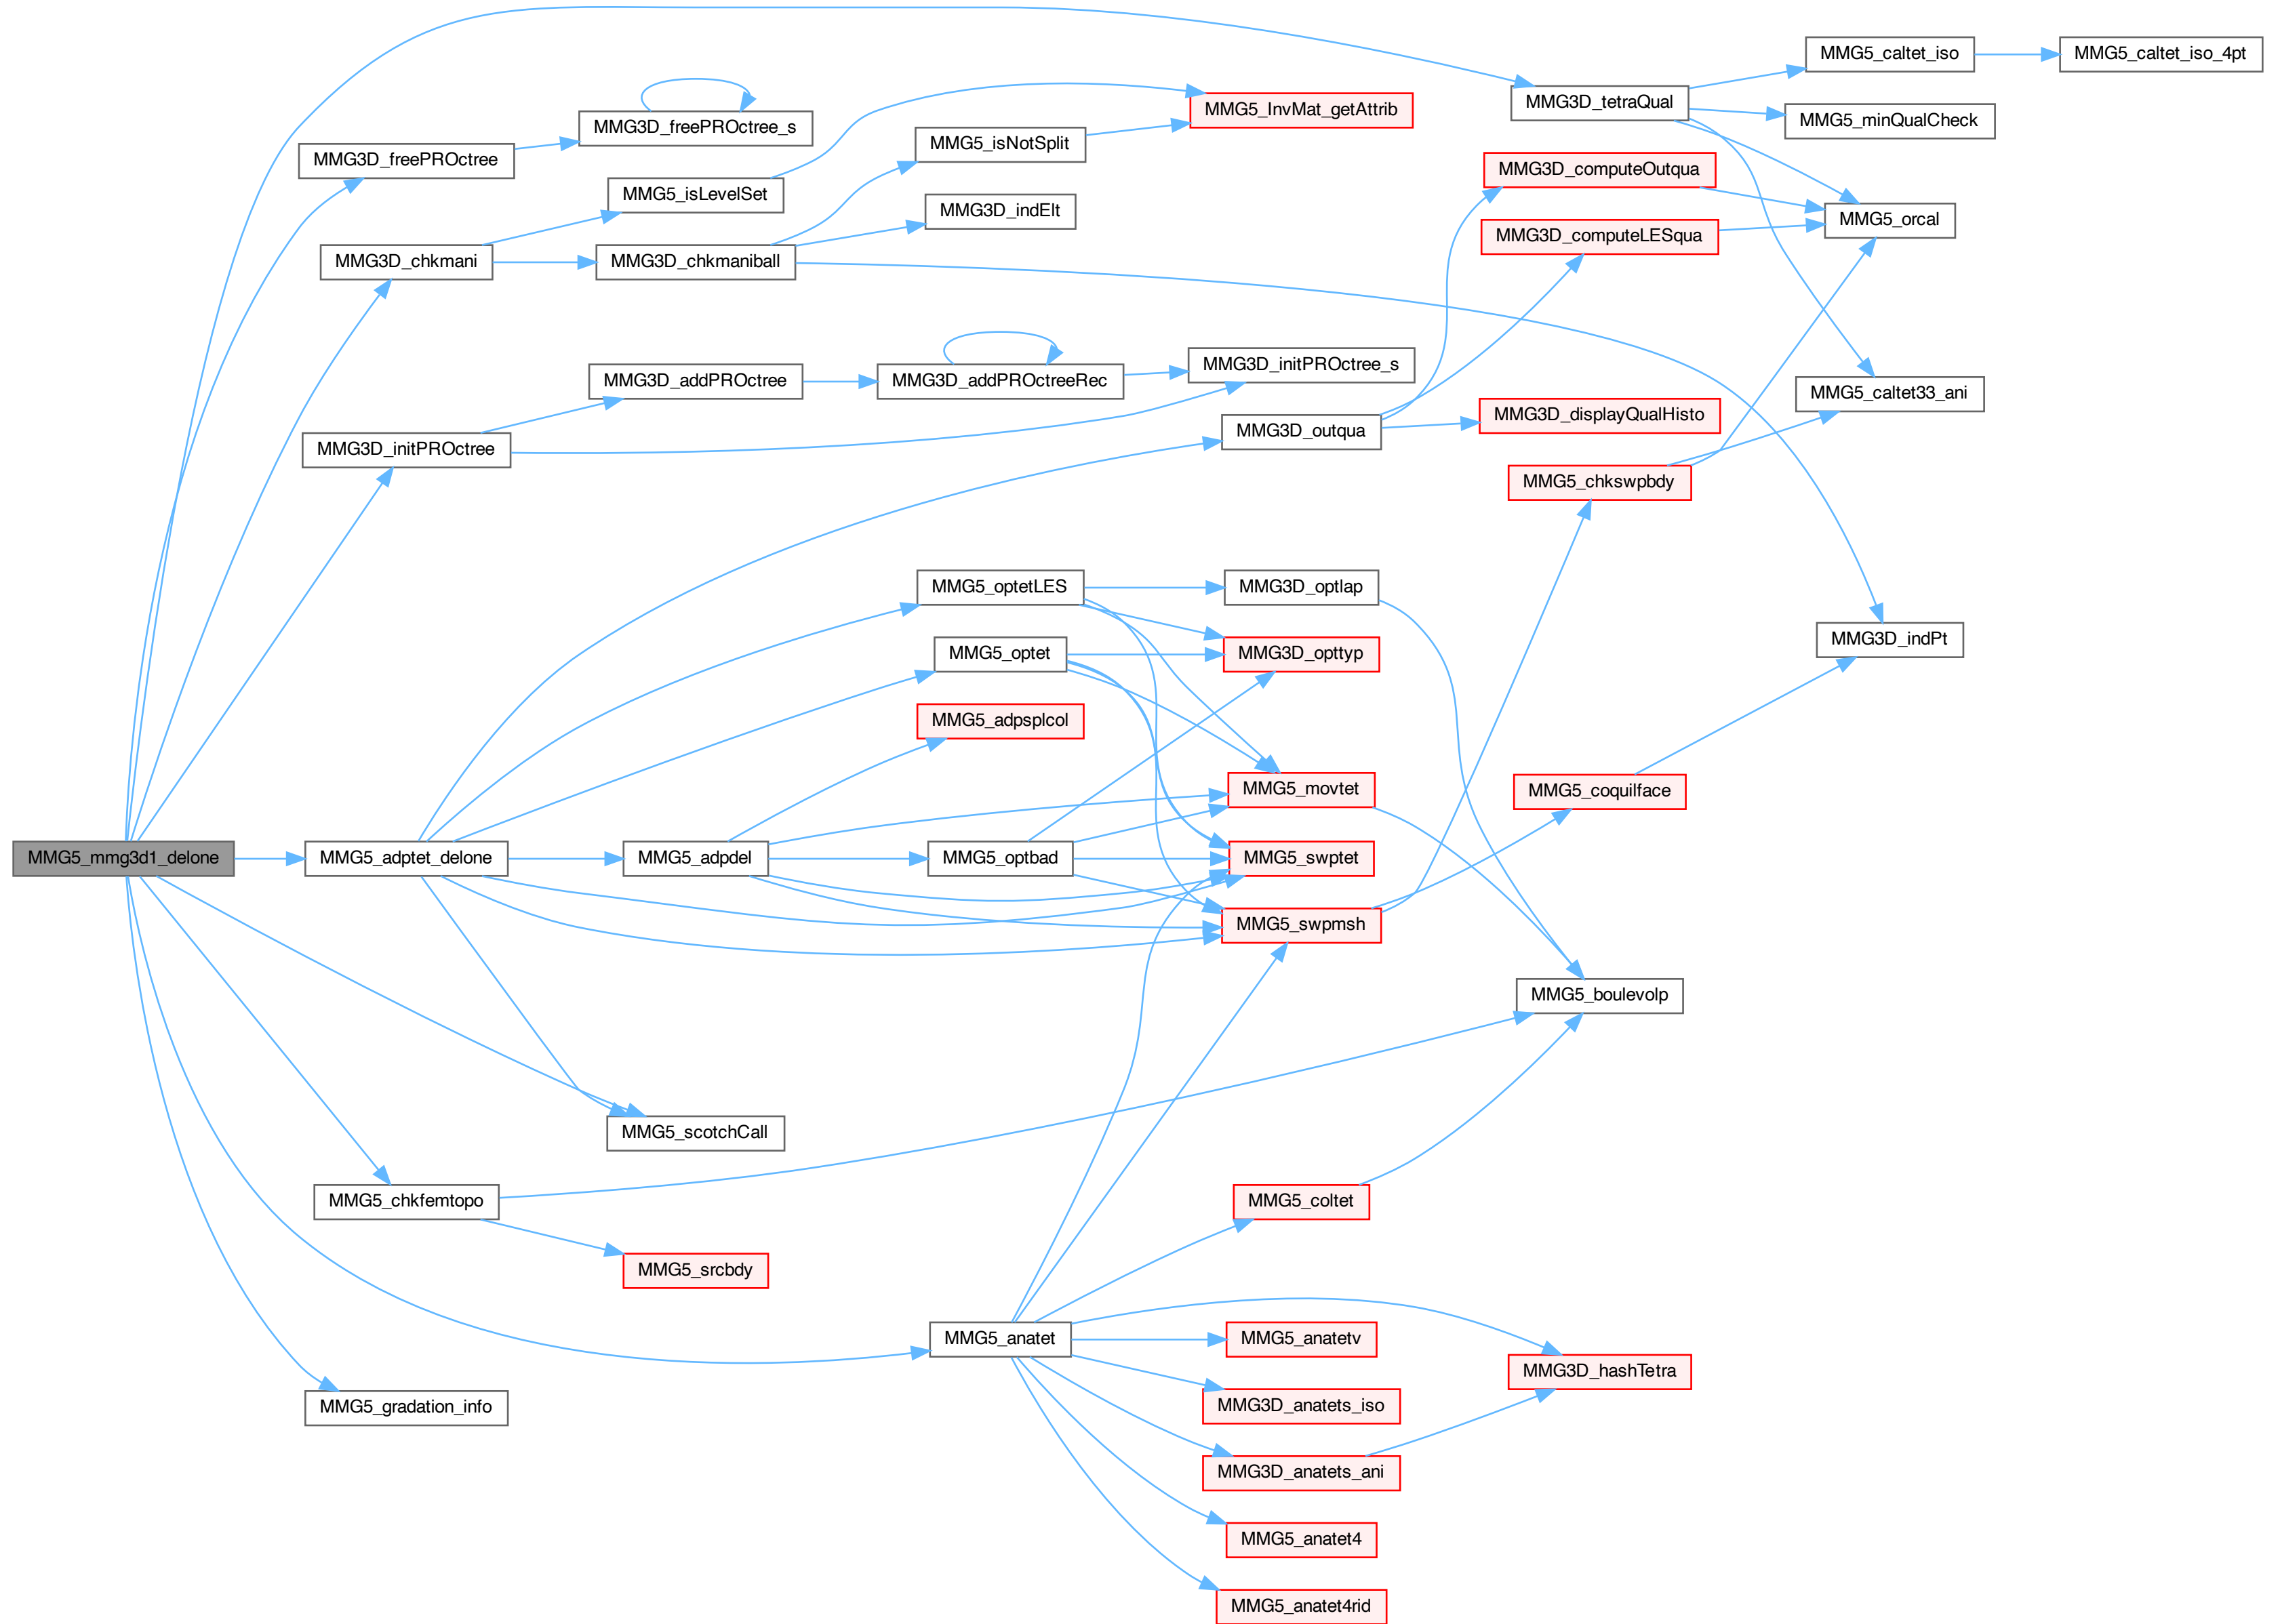 MMG5_caltet_iso
MMG5_caltet_iso_4pt
MMG3D_tetraQual
MMG5_InvMat_getAttrib
MMG5_minQualCheck
MMG3D_freePROctree_s
MMG5_isNotSplit
MMG3D_freePROctree
MMG3D_computeOutqua
MMG5_isLevelSet
MMG3D_indElt
MMG5_orcal
MMG3D_computeLESqua
MMG3D_chkmani
MMG3D_chkmaniball
MMG3D_initPROctree_s
MMG3D_addPROctree
MMG3D_addPROctreeRec
MMG5_caltet33_ani
MMG3D_displayQualHisto
MMG3D_outqua
MMG3D_initPROctree
MMG5_chkswpbdy
MMG5_optetLES
MMG3D_optlap
MMG3D_indPt
MMG5_optet
MMG3D_opttyp
MMG5_adpsplcol
MMG5_movtet
MMG5_coquilface
MMG5_mmg3d1_delone
MMG5_adptet_delone
MMG5_adpdel
MMG5_optbad
MMG5_swptet
MMG5_swpmsh
MMG5_boulevolp
MMG5_scotchCall
MMG5_chkfemtopo
MMG5_coltet
MMG5_srcbdy
MMG5_anatet
MMG5_anatetv
MMG3D_hashTetra
MMG5_gradation_info
MMG3D_anatets_iso
MMG3D_anatets_ani
MMG5_anatet4
MMG5_anatet4rid